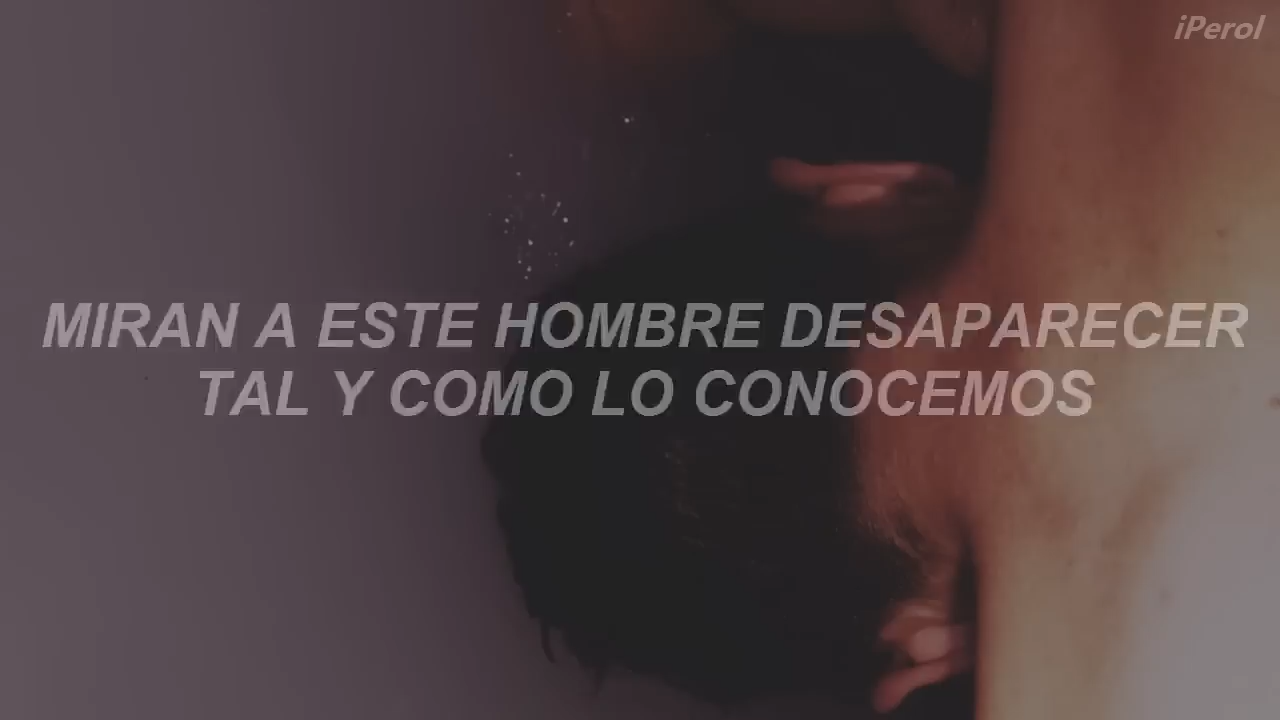 iPerol
MIRAN A ESTE HOMBRE DESAPARECER
TAL Y COMO LO CONOCEMOS